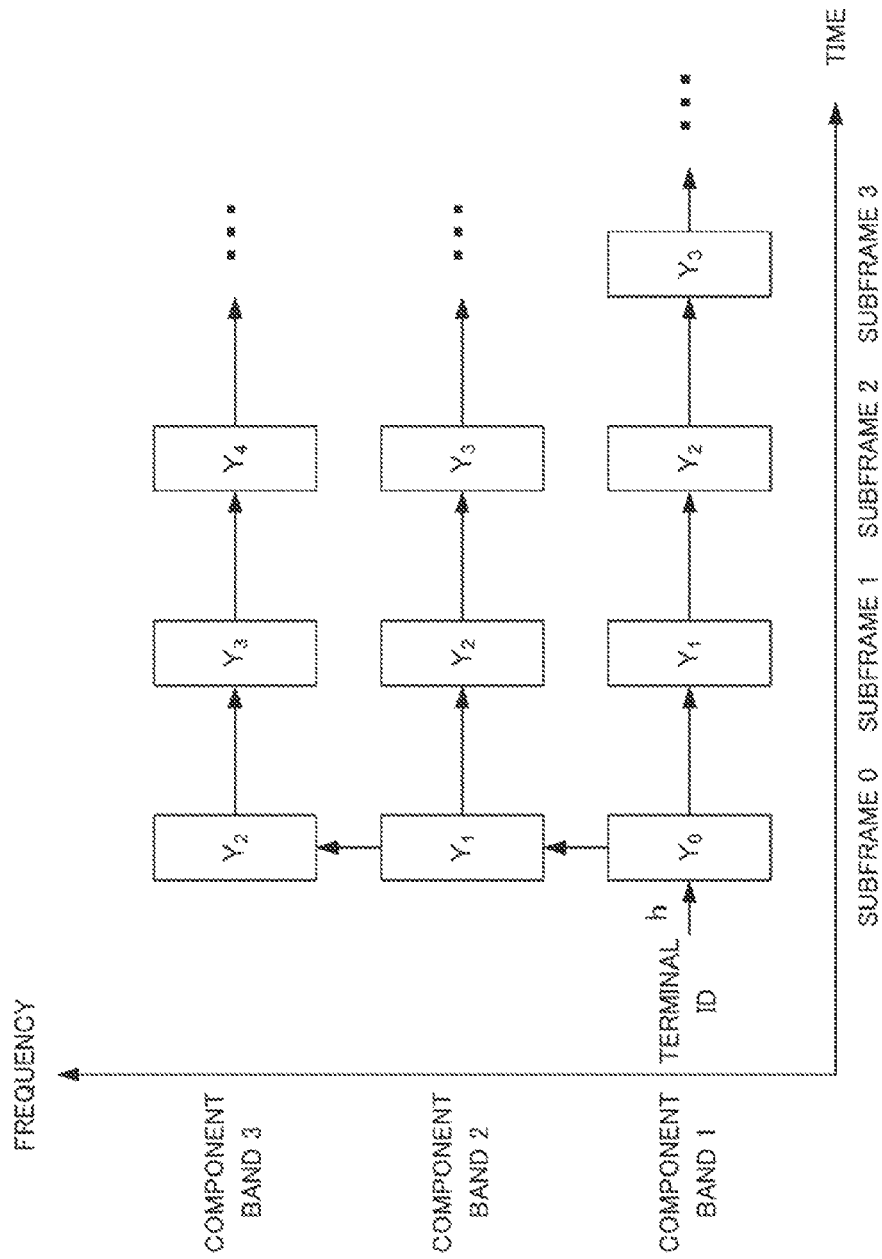 FREQUENCY
COMPONENT
BAND 3
Y2
Y3
Y4
...
COMPONENT
BAND 2
Y1
Y2
Y3
...
COMPONENT
BAND 1
TERMINAL
ID
h
Y0
Y1
Y2
Y3
...
SUBFRAME 0
SUBFRAME 1
SUBFRAME 2
SUBFRAME 3
TIME